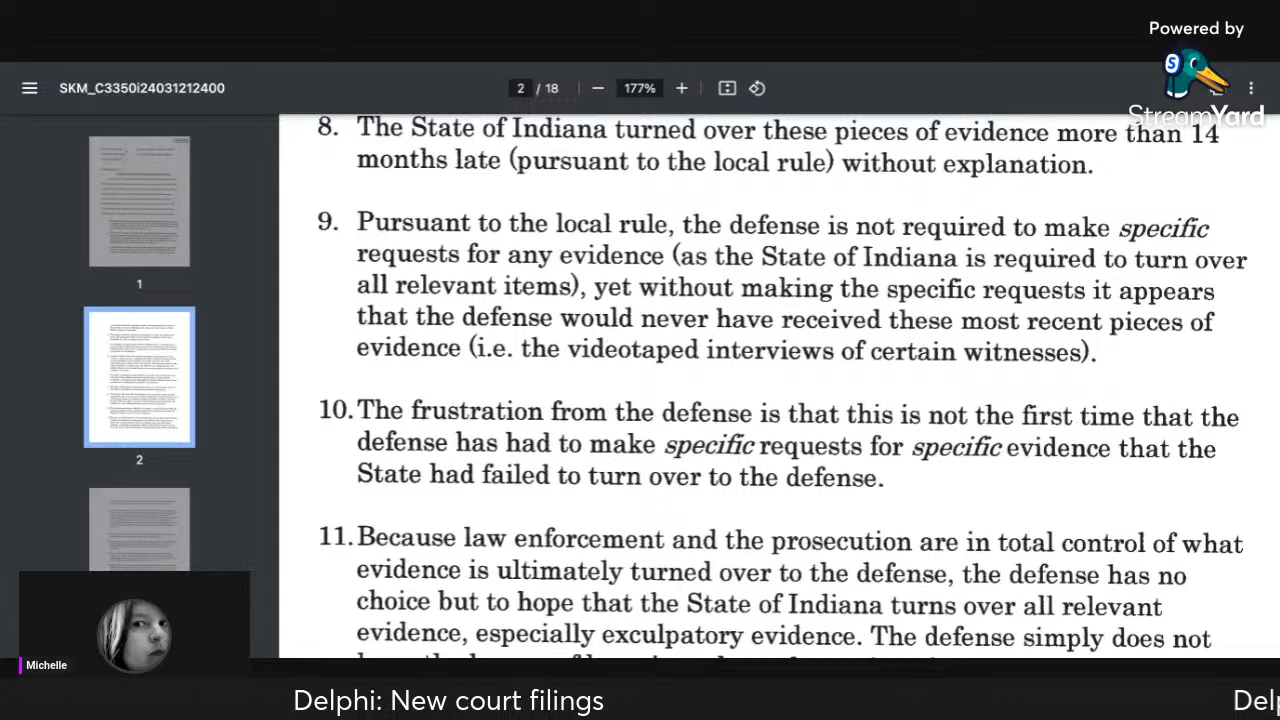 Powered by
StreamYard
SKM_C3350i24031212400
2 / 18
177%
8. The State of Indiana turned over these pieces of evidence more than 14
months late (pursuant to the local rule) without explanation.
9. Pursuant to the local rule, the defense is not required to make specific
requests for any evidence (as the State of Indiana is required to turn over
all relevant items), yet without making the specific requests it appears
that the defense would never have received these most recent pieces of
evidence (i.e. the videotaped interviews of certain witnesses).
10. The frustration from the defense is that this is not the first time that the
defense has had to make specific requests for specific evidence that the
State had failed to turn over to the defense.
11. Because law enforcement and the prosecution are in total control of what
evidence is ultimately turned over to the defense, the defense has no
choice but to hope that the State of Indiana turns over all relevant
evidence, especially exculpatory evidence. The defense simply does not
1
2
Michelle
Delphi: New court filings
Delp